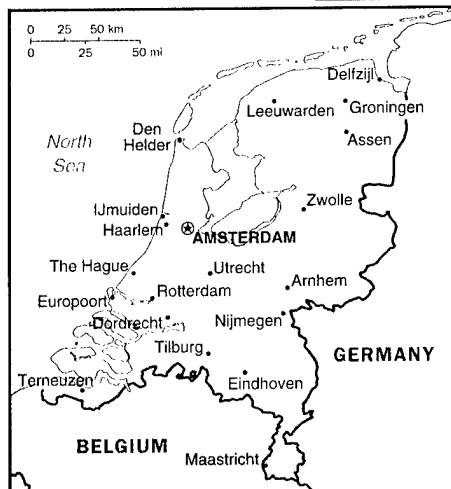 0 25 50 km
0 25 50 mi
Delfzijl
Leeuwarden
Groningen
North
Sea
Den
Helder
Assen
Zwolle
IJmuiden
Haarlem
AMSTERDAM
The Hague
Utrecht
Europoort
Rotterdam
Arnhem
Dordrecht
Nijmegen
Tilburg
GERMANY
Terneuzen
Eindhoven
BELGIUM
Maastricht